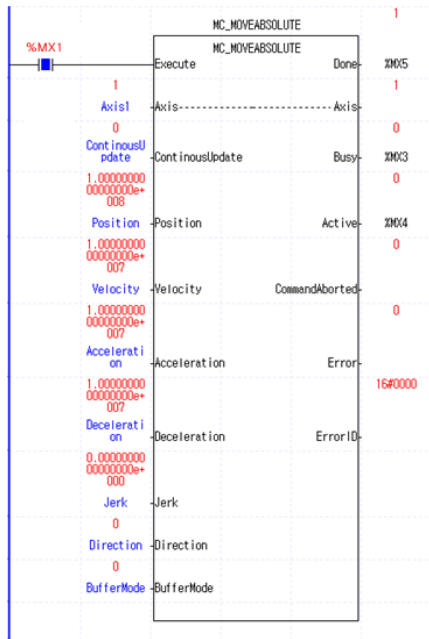 1
MC_MOVEABSOLUTE
%MX1
MC_MOVEABSOLUTE
Execute
Done
%MX5
1
1
Axis1
Axis
Axis
0
0
ContinousU
pdate
ContinousUpdate
Busy
%MX3
1.00000000
00000000e+
008
0
Position
Position
Active
%MX4
1.00000000
00000000e+
007
0
Velocity
Velocity
CommandAborted
1.00000000
00000000e+
007
0
Accelerati
on
Acceleration
Error
1.00000000
00000000e+
007
16#0000
Decelerati
on
Deceleration
ErrorID
0.00000000
00000000e+
000
Jerk
Jerk
0
Direction
Direction
0
BufferMode
BufferMode